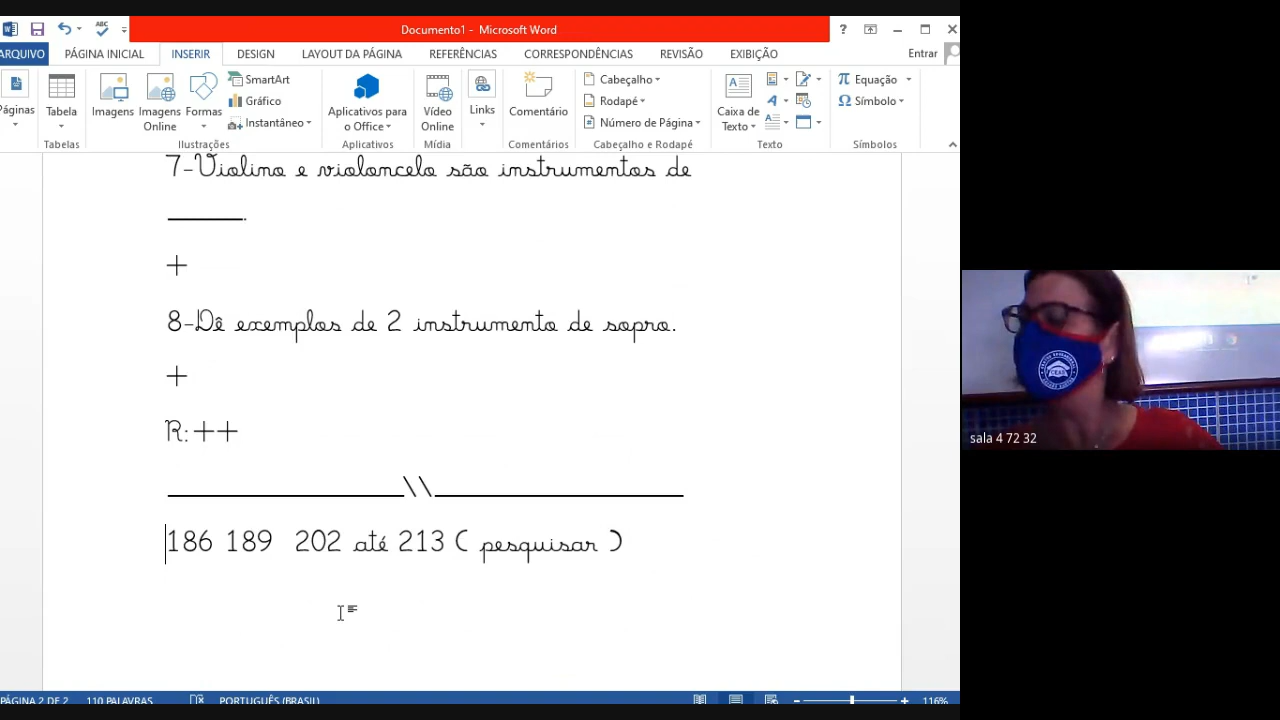 Documento1 - Microsoft Word
ARQUIVO PÁGINA INICIAL INSERIR DESIGN LAYOUT DA PÁGINA REFERÊNCIAS CORRESPONDÊNCIAS REVISÃO EXIBIÇÃO Entrar
Páginas
Tabela
Imagens
Imagens Online
Formas
SmartArt
Gráfico
Instantâneo
Aplicativos para o Office
Vídeo Online
Links
Comentário
Cabeçalho
Rodapé
Número de Página
Caixa de Texto
Equação
Símbolo
Tabelas Ilustrações Aplicativos Mídia Comentários Cabeçalho e Rodapé Texto Símbolos
7-Violino e violoncelo são instrumentos de
______.
+
8-Dê exemplos de 2 instrumento de sopro.
+
R:++
____________________\\____________________
186 189 202 até 213 ( pesquisar )
PÁGINA 2 DE 2 110 PALAVRAS PORTUGUÊS (BRASIL) 116%
sala 4 72 32